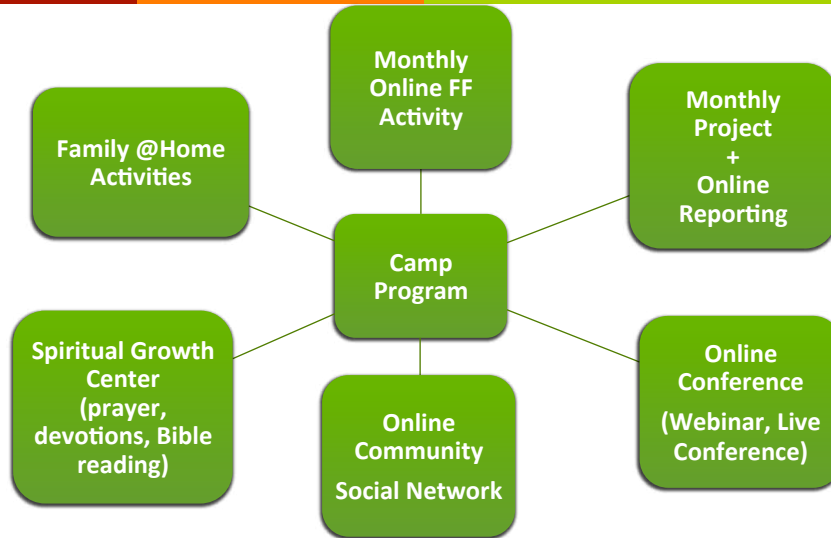 Monthly
Online FF
Activity
Monthly
Project
+
Online
Reporting
Family @Home
Activities
Camp
Program
Spiritual Growth
Center
(prayer,
devotions, Bible
reading)
Online
Community
Social Network
Online
Conference
(Webinar, Live
Conference)